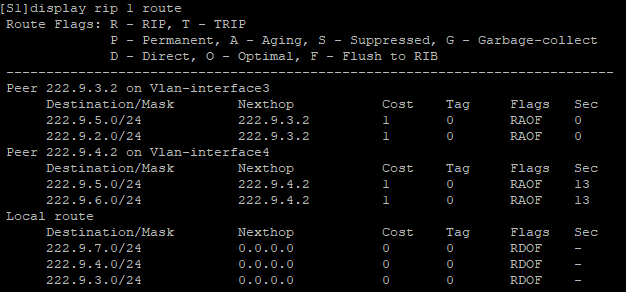 [S1]display rip 1 route
Route Flags: R - RIP, T - TRIP
P - Permanent, A - Aging, S - Suppressed, G - Garbage-collect
D - Direct, O - Optimal, F - Flush to RIB
----------------------------------------------------------------------------
Peer 222.9.3.2 on Vlan-interface3
Destination/Mask Nexthop Cost Tag Flags Sec
222.9.5.0/24 222.9.3.2 1 0 RAOF 0
222.9.2.0/24 222.9.3.2 1 0 RAOF 0
Peer 222.9.4.2 on Vlan-interface4
Destination/Mask Nexthop Cost Tag Flags Sec
222.9.5.0/24 222.9.4.2 1 0 RAOF 13
222.9.6.0/24 222.9.4.2 1 0 RAOF 13
Local route
Destination/Mask Nexthop Cost Tag Flags Sec
222.9.7.0/24 0.0.0.0 0 0 RDOF -
222.9.4.0/24 0.0.0.0 0 0 RDOF -
222.9.3.0/24 0.0.0.0 0 0 RDOF -